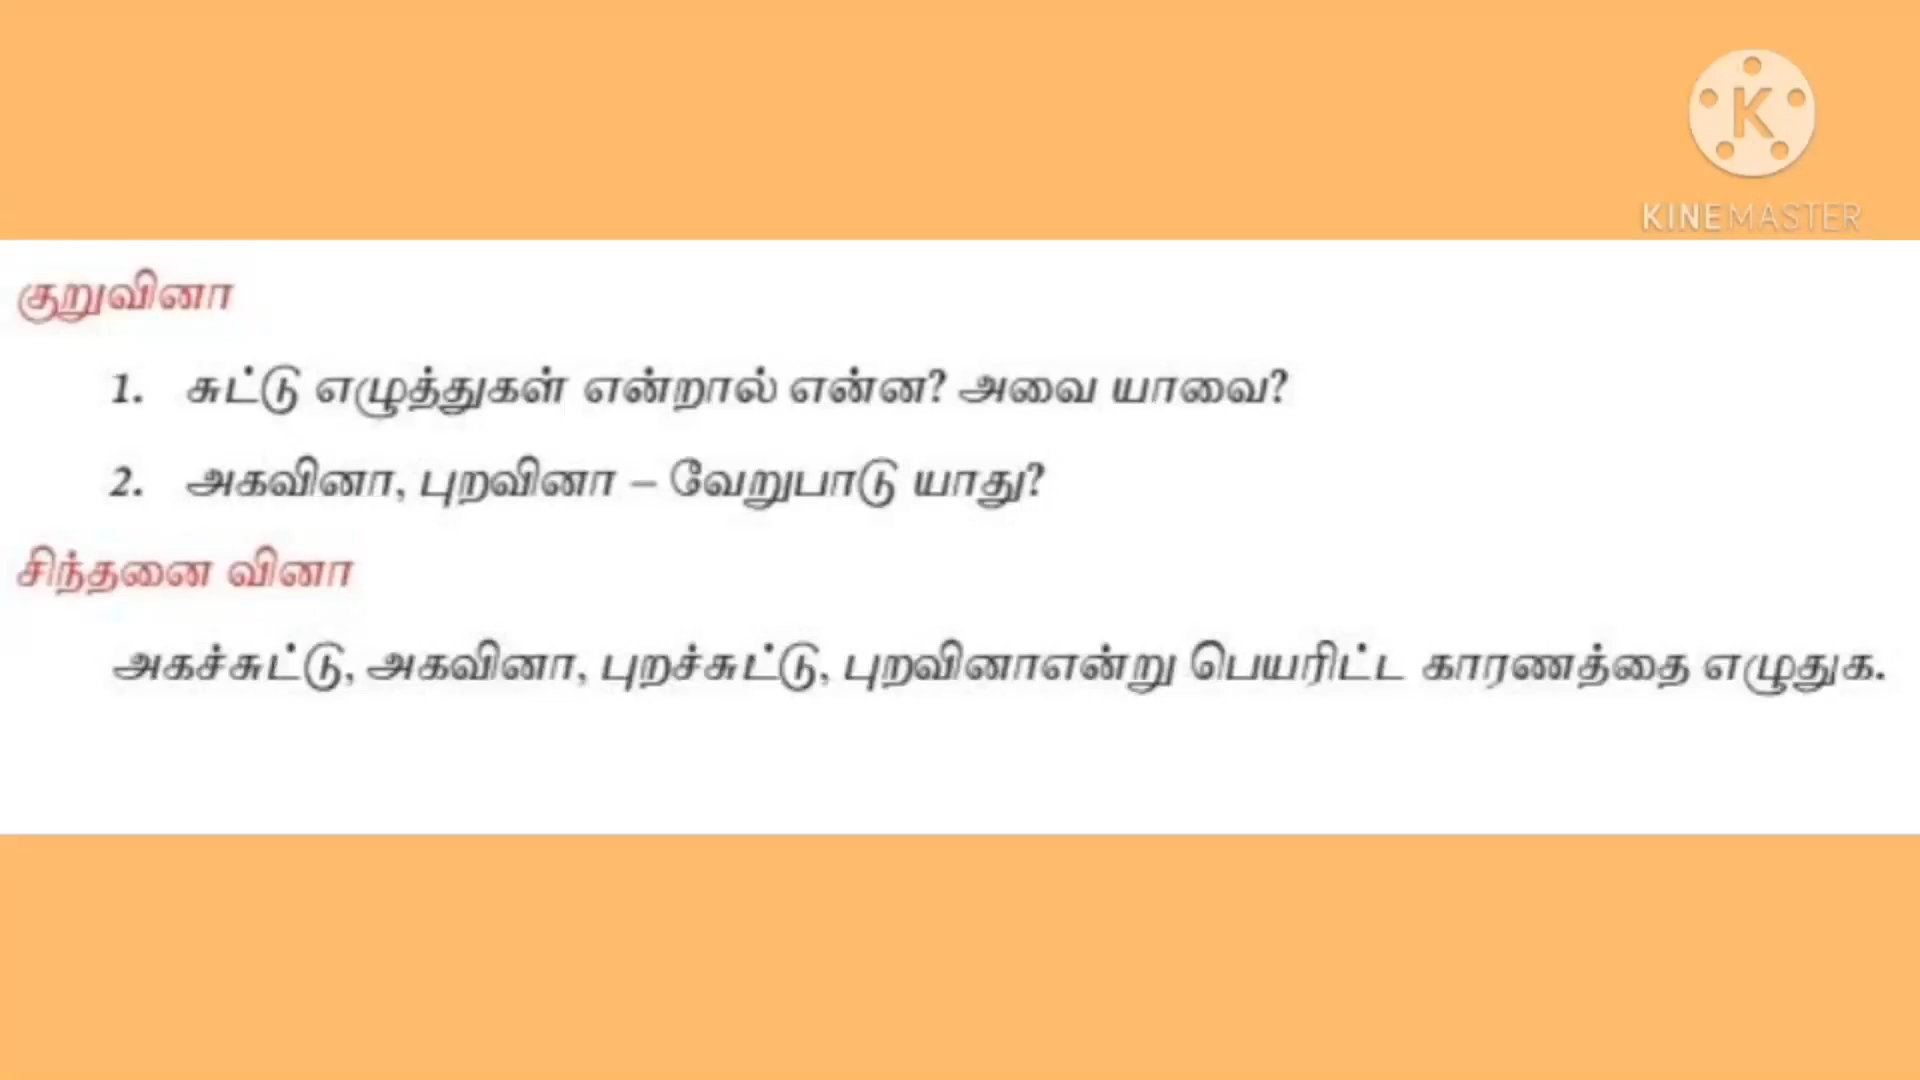 K
KINEMASTER
குறுவினா
1. சுட்டு எழுத்துகள் என்றால் என்ன? அவை யாவை?
2. அகவினா, புறவினா – வேறுபாடு யாது?
சிந்தனை வினா
அகச்சுட்டு, அகவினா, புறச்சுட்டு, புறவினாஎன்று பெயரிட்ட காரணத்தை எழுதுக.